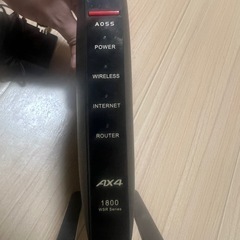 AOSS
POWER
WIRELESS
INTERNET
ROUTER
AX4
1800
WSR Series